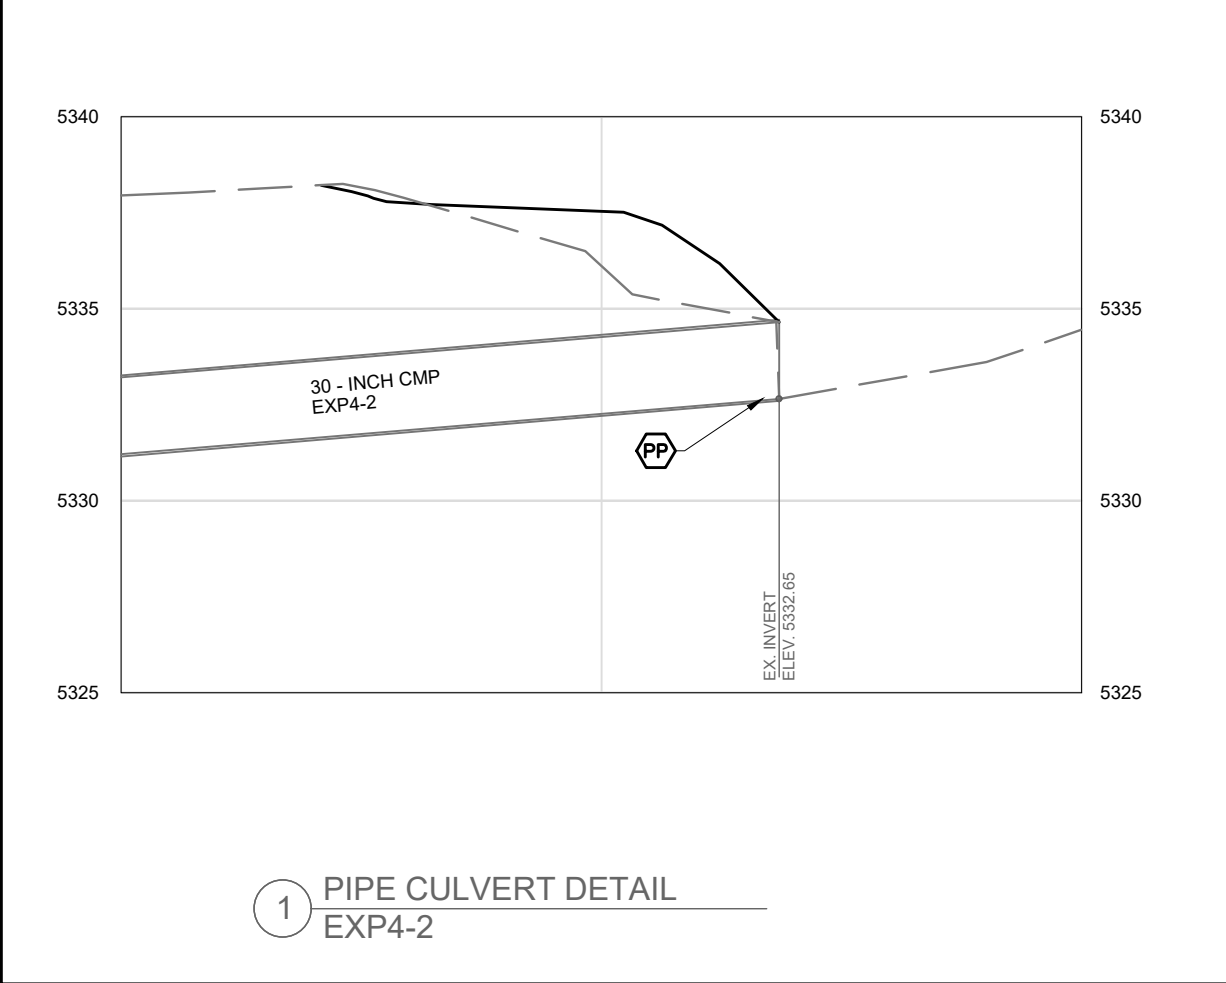 5340
5340
5335
5335
30 - INCH CMP
EXP4-2
PP
5330
5330
EX. INVERT
ELEV. 5332.65
5325
5325
1
PIPE CULVERT DETAIL
EXP4-2